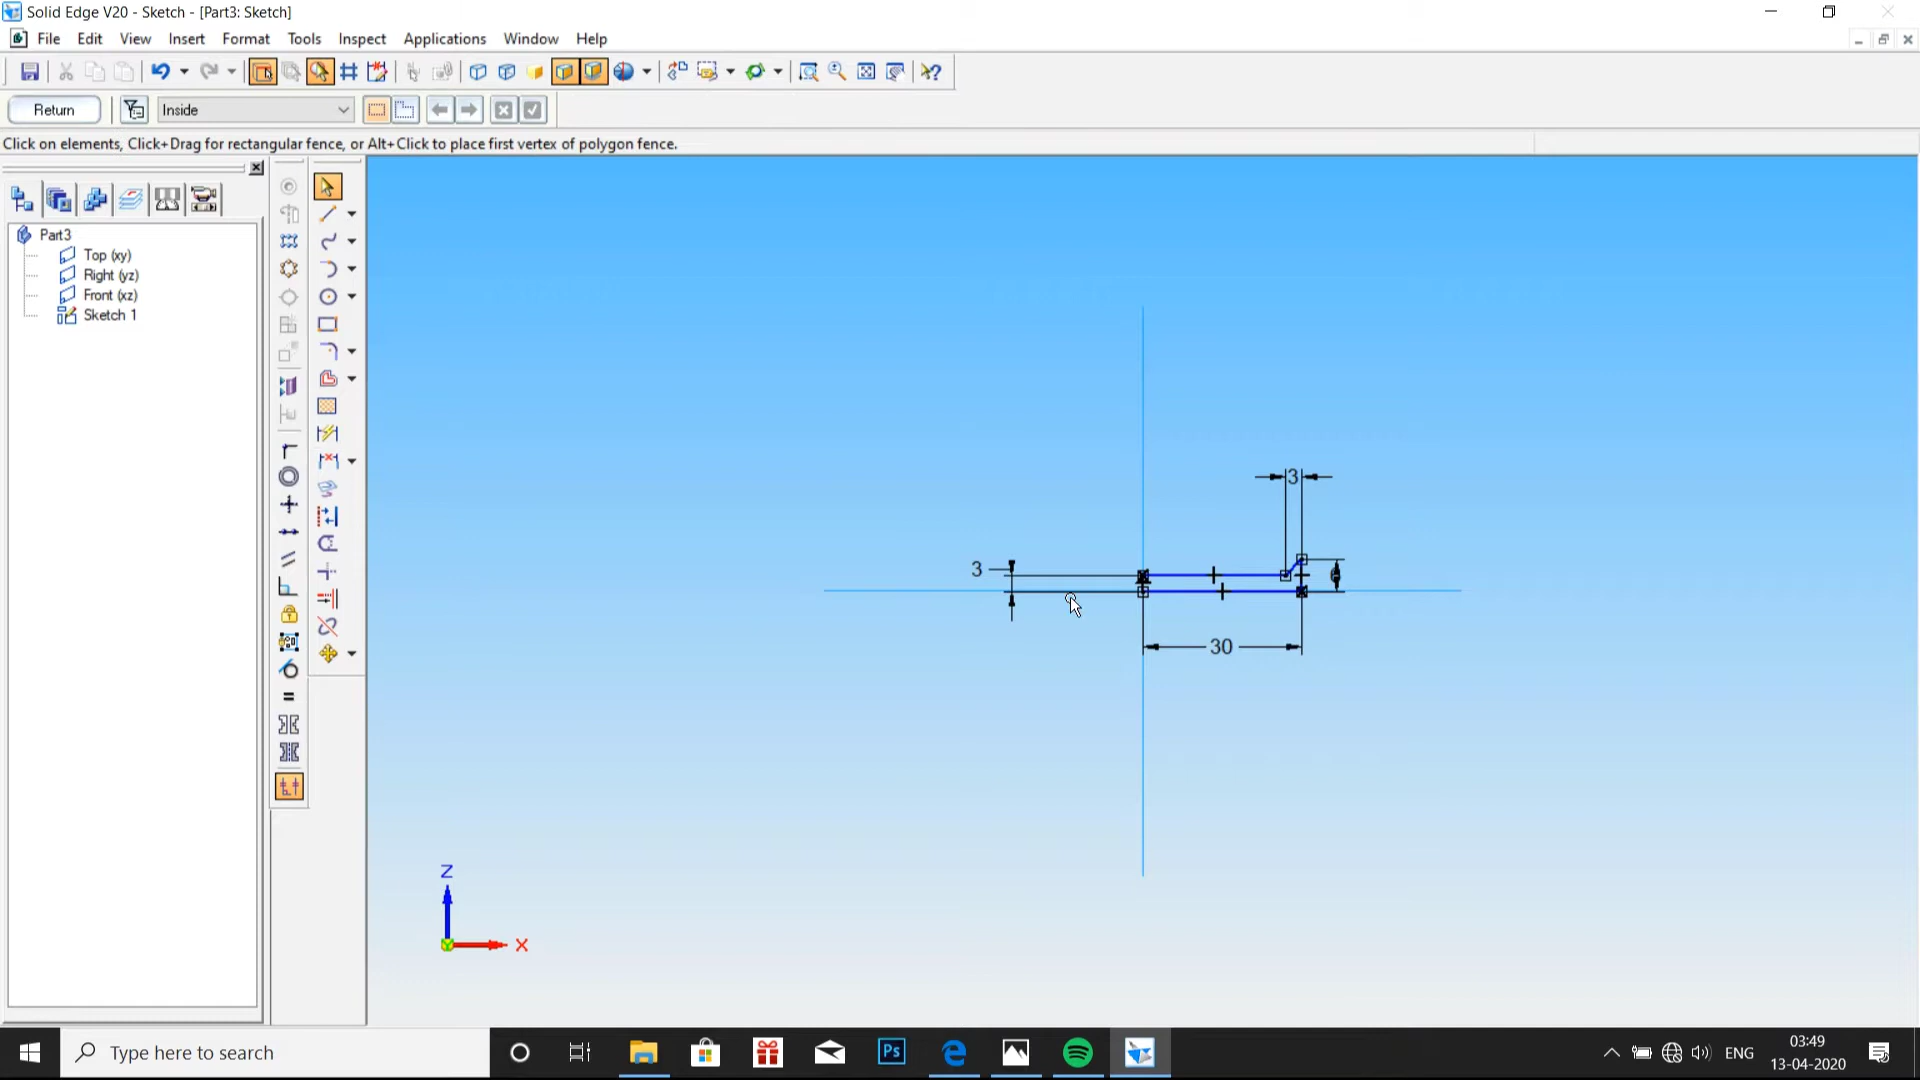 Solid Edge V20 - Sketch - [Part3: Sketch]
File Edit View Insert Format Tools Inspect Applications Window Help
Return Inside
Click on elements, Click+Drag for rectangular fence, or Alt+Click to place first vertex of polygon fence.
Part3
Top (xy)
Right (yz)
Front (xz)
Sketch 1
3
3
30
Z
X
Type here to search
Ps
ENG
03:49
13-04-2020